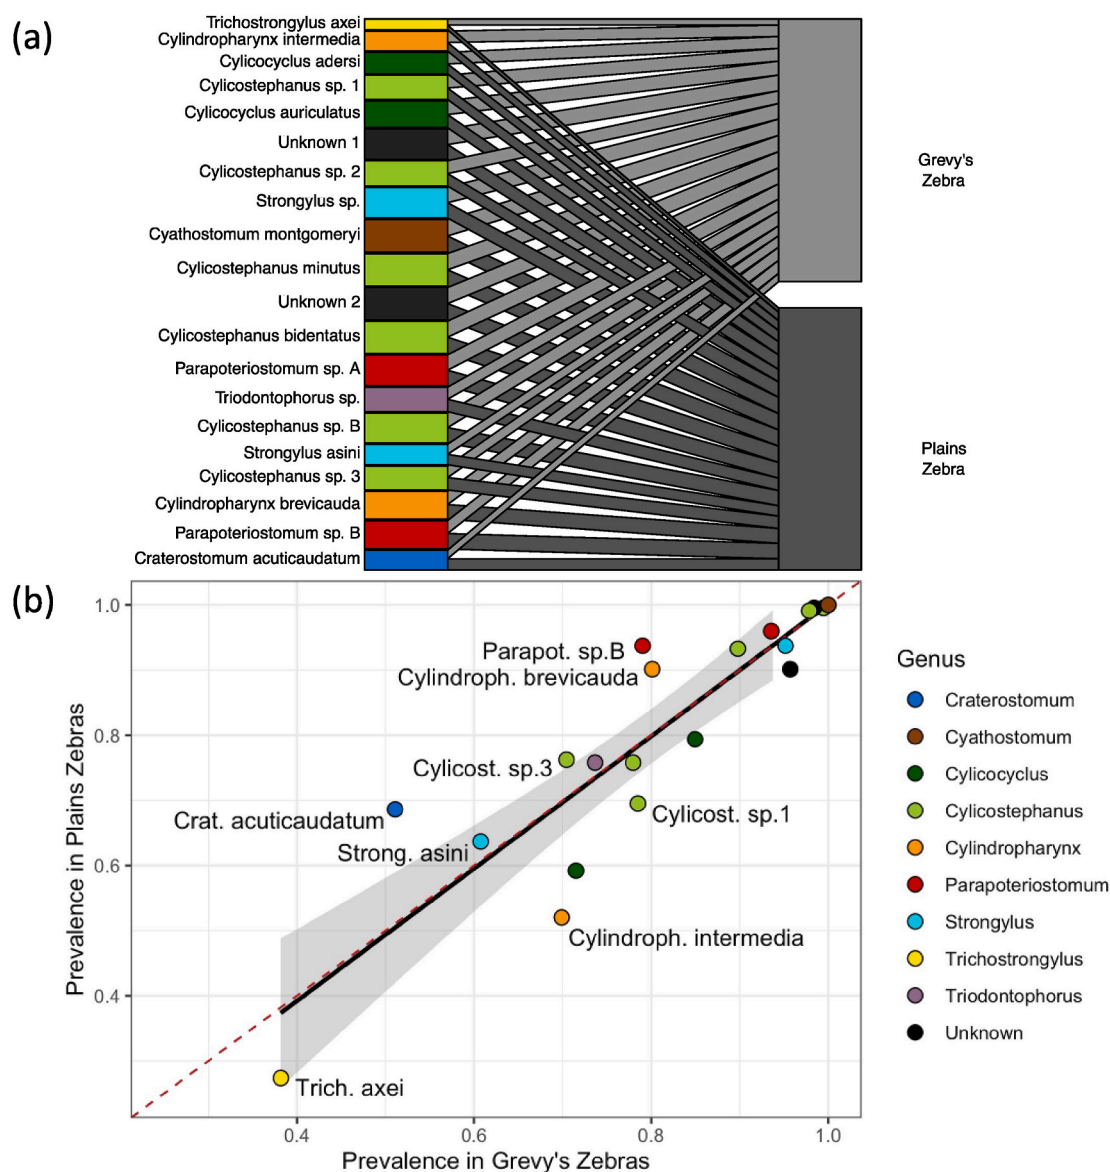 (a)
Trichostrongylus axei
Cylindropharynx intermedia
Cylicocyclus adersi
Cylicostephanus sp. 1
Cylicocyclus auriculatus
Unknown 1
Cylicostephanus sp. 2
Strongylus sp.
Cyathostomum montgomeryi
Cylicostephanus minutus
Unknown 2
Cylicostephanus bidentatus
Parapoteriostomum sp. A
Triodontophorus sp.
Cylicostephanus sp. B
Strongylus asini
Cylicostephanus sp. 3
Cylindropharynx brevicauda
Parapoteriostomum sp. B
Craterostomum acuticaudatum
Grevy's
Zebra
Plains
Zebra
(b)
Prevalence in Plains Zebras
1.0
0.8
0.6
0.4
Parapot. sp.B
Cylindroph. brevicauda
Cylicost. sp.3
Cylicost. sp.1
Crat. acuticaudatum
Strong. asini
Cylindroph. intermedia
Trich. axei
0.4
0.6
0.8
1.0
Prevalence in Grevy's Zebras
Genus
Craterostomum
Cyathostomum
Cylicocyclus
Cylicostephanus
Cylindropharynx
Parapoteriostomum
Strongylus
Trichostrongylus
Triodontophorus
Unknown